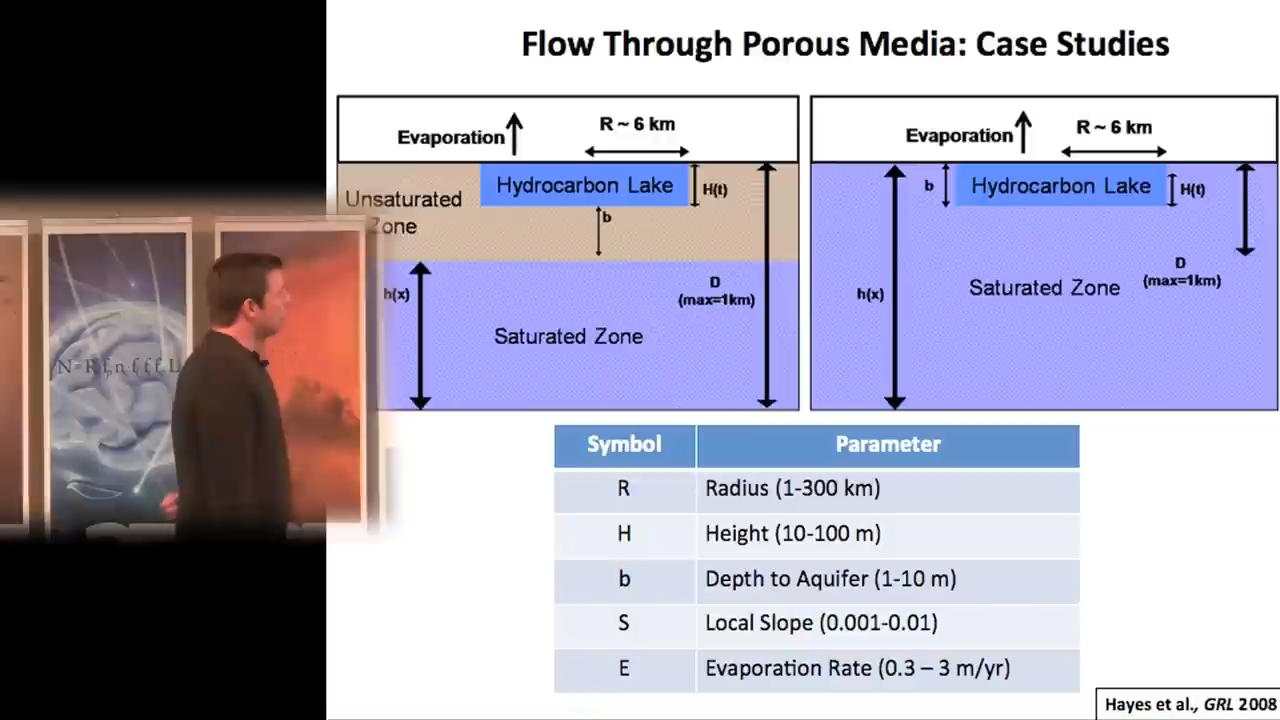 Flow Through Porous Media: Case Studies
Evaporation
R ~ 6 km
Hydrocarbon Lake
H(t)
Unsaturated
Zone
b
h(x)
D
(max=1km)
Saturated Zone
Evaporation
R ~ 6 km
b
Hydrocarbon Lake
H(t)
D
(max=1km)
h(x)
Saturated Zone
N=R f n f f f L
Symbol Parameter
R Radius (1-300 km)
H Height (10-100 m)
b Depth to Aquifer (1-10 m)
S Local Slope (0.001-0.01)
E Evaporation Rate (0.3 – 3 m/yr)
Hayes et al., GRL 2008